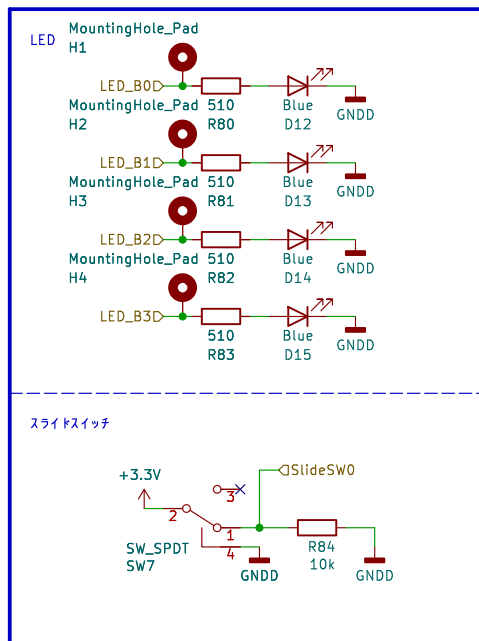 LED
MountingHole_Pad
H1
LED_B0
510
R80
Blue
D12
GNDD
MountingHole_Pad
H2
LED_B1
510
R81
Blue
D13
GNDD
MountingHole_Pad
H3
LED_B2
510
R82
Blue
D14
GNDD
MountingHole_Pad
H4
LED_B3
510
R83
Blue
D15
GNDD
スライドスイッチ
+3.3V
2
3
1
4
SW_SPDT
SW7
GNDD
SlideSW0
R84
10k
GNDD